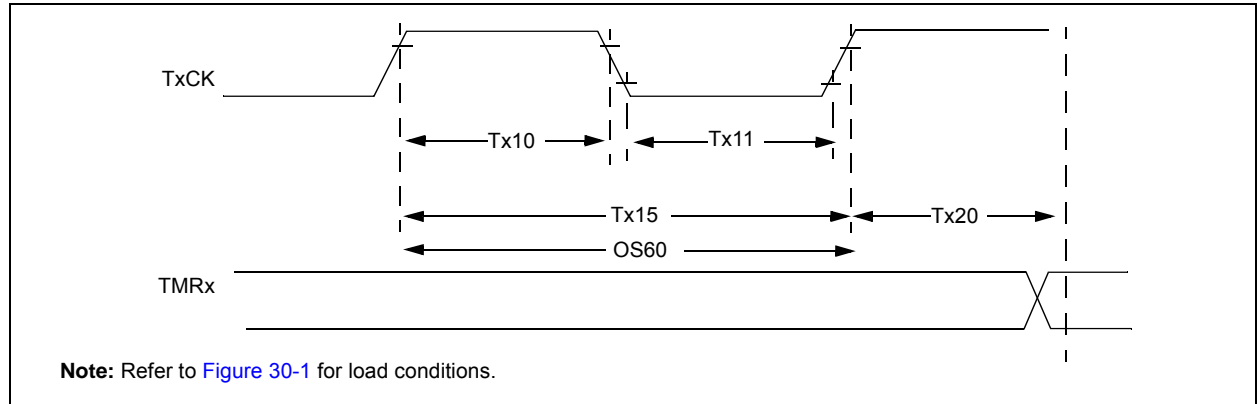 TxCK
Tx10
Tx11
Tx15
Tx20
OS60
TMRx
Note: Refer to Figure 30-1 for load conditions.